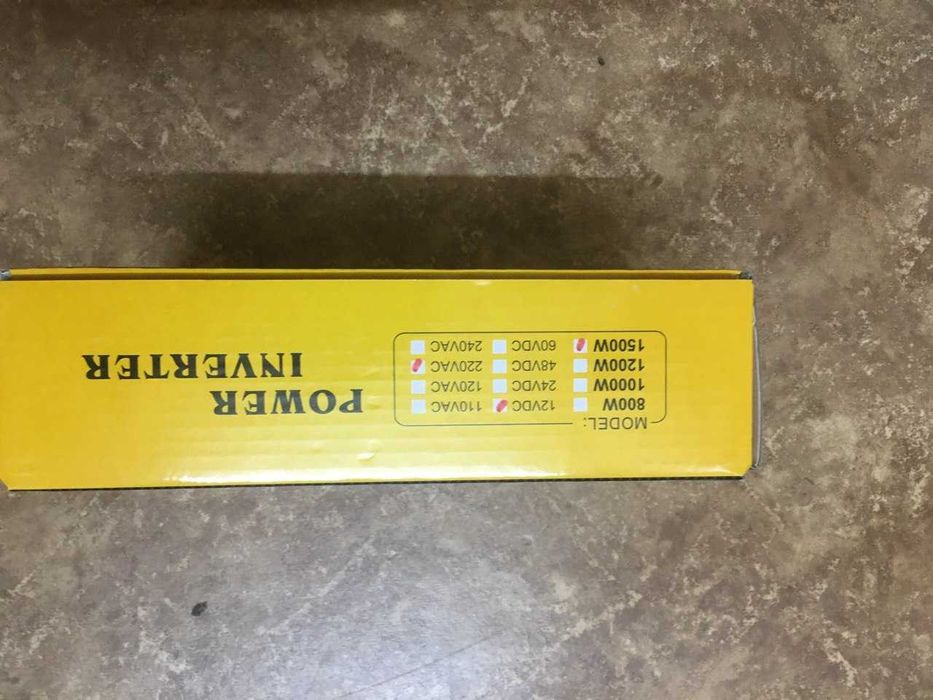 MODEL:
800W 12VDC 110VAC
1000W 24VDC 120VAC
1200W 48VDC 220VAC
1500W 60VDC 240VAC
POWER
INVERTER